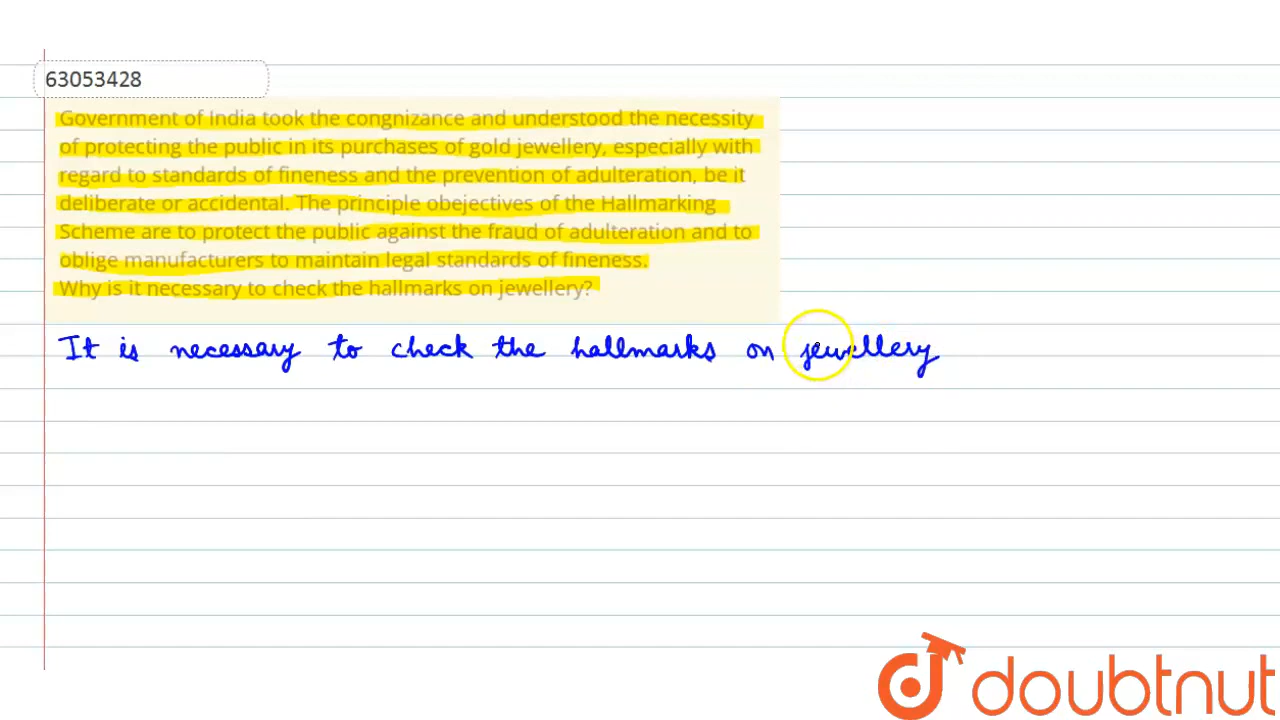 63053428
Government of India took the congnizance and understood the necessity
of protecting the public in its purchases of gold jewellery, especially with
regard to standards of fineness and the prevention of adulteration, be it
deliberate or accidental. The principle obejectives of the Hallmarking
Scheme are to protect the public against the fraud of adulteration and to
oblige manufacturers to maintain legal standards of fineness.
Why is it necessary to check the hallmarks on jewellery?
It is necessary to check the hallmarks on jewellery
doubtnut